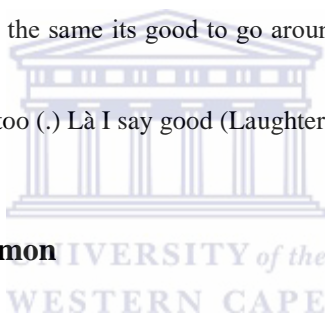 the same its good to go aroun
too (.) Là I say good (Laughter
mon
UNIVERSITY of the
WESTERN CAPE